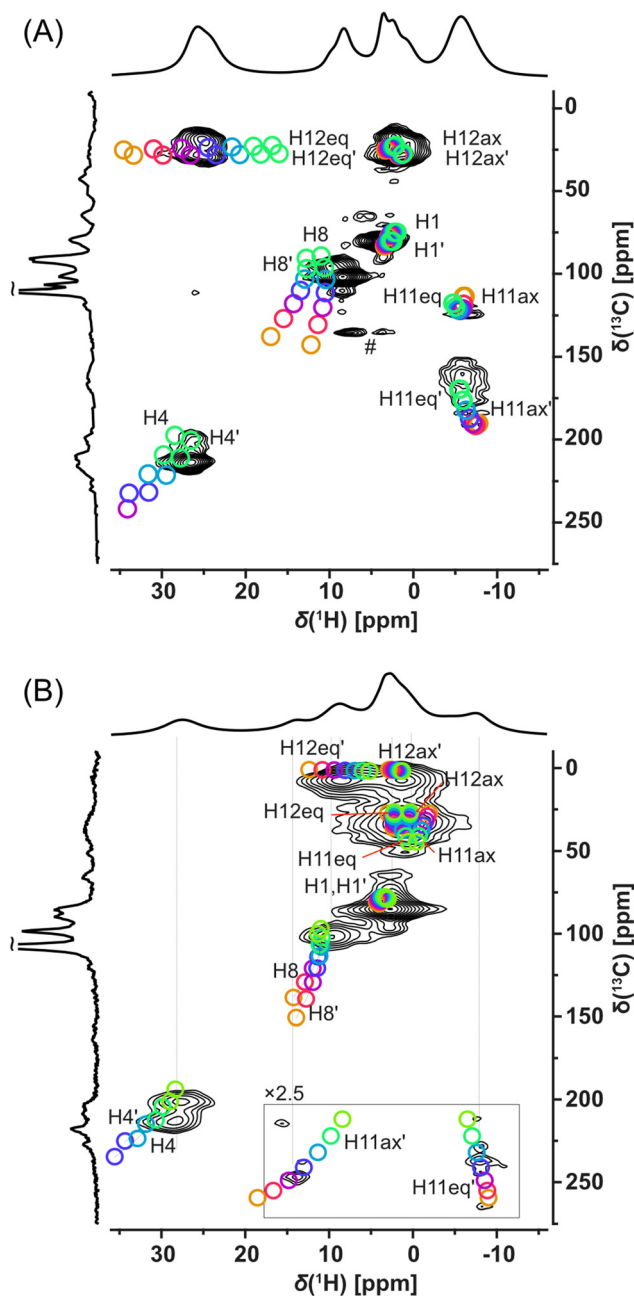 (A)
0
H12eq
H12ax
H12eq'
H12ax'
50
H8
H1
H8'
H1'
100
H11eq
H11ax
#
150
H11eq'
H11ax'
H4
H4'
200
250
δ(¹³C) [ppm]
~
30 20 10 0 -10
δ(¹H) [ppm]
(B)
H12eq'
H12ax'
0
H12ax
H12eq
H11eq
H11ax
50
H1,H1'
100
H8
H8'
150
×2.5
200
H4'
H4
H11ax'
H11eq'
250
δ(¹³C) [ppm]
~
30 20 10 0 -10
δ(¹H) [ppm]